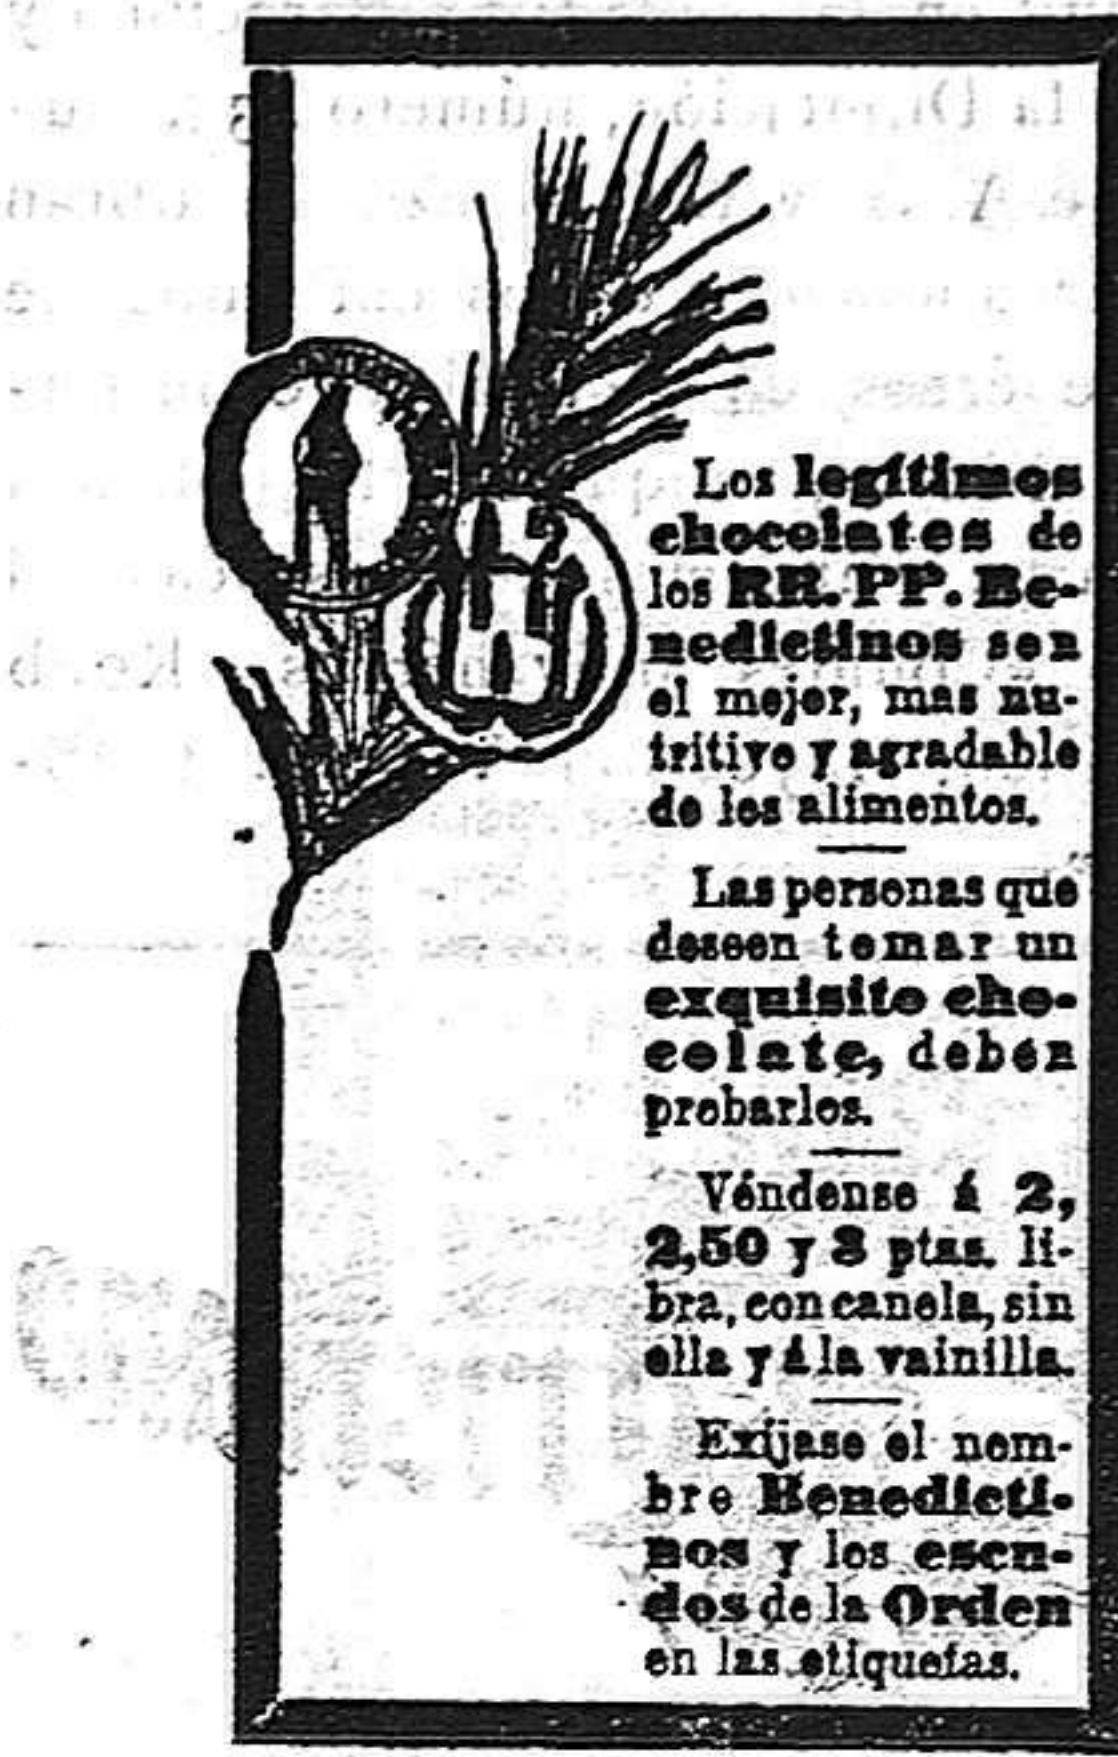 Los legítimos
chocolates de
los RR. PP. Be-
nedictinos son
el mejor, mas nu-
tritivo y agradable
de los alimentos.
Las personas que
deseen tomar un
exquisito cho-
colate, deben
probarlos.
Véndense á 2,
2,50 y 3 ptas. li-
bra, con canela, sin
ella y á la vainilla.
Exíjase el nom-
bre Benedicti-
nos y los escu-
dos de la Orden
en las etiquetas.